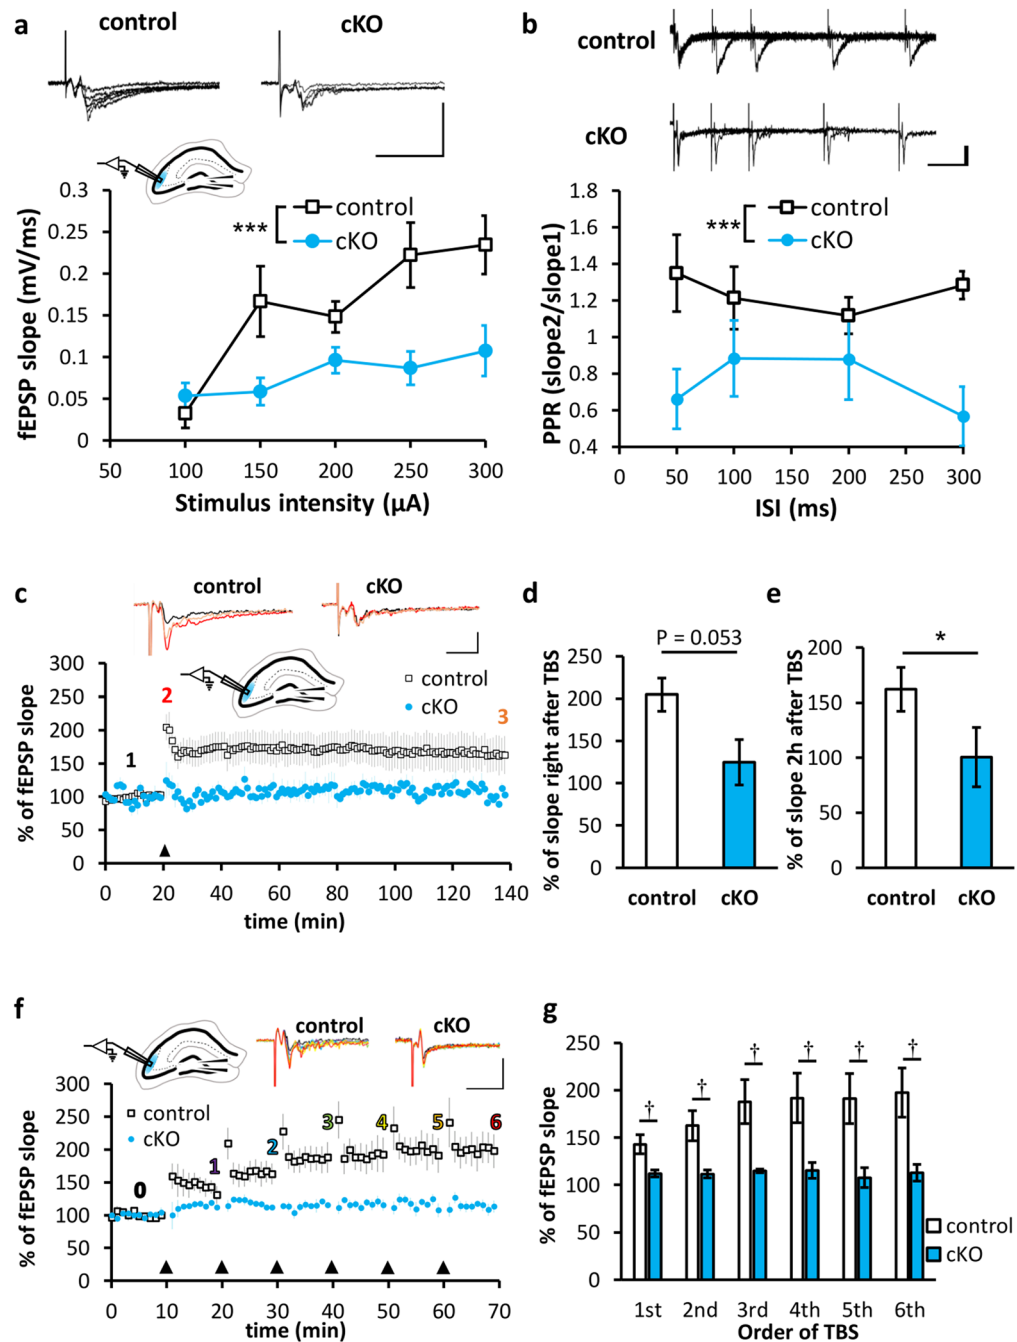 a
control
cKO
fEPSP slope (mV/ms)
0.3
0.25
0.2
0.15
0.1
0.05
0
***
control
cKO
50 100 150 200 250 300
Stimulus intensity (µA)
b
control
cKO
PPR (slope2/slope1)
1.8
1.6
1.4
1.2
1
0.8
0.6
0.4
***
control
cKO
0 50 100 150 200 250 300
ISI (ms)
c
control
cKO
% of fEPSP slope
300
250
200
150
100
50
0
1
2
3
control
cKO
0 20 40 60 80 100 120 140
time (min)
d
P = 0.053
% of slope right after TBS
250
200
150
100
50
0
control cKO
e
*
% of slope 2h after TBS
200
150
100
50
0
control cKO
f
control
cKO
% of fEPSP slope
300
250
200
150
100
50
0
control
cKO
0
1
2
3
4
5
6
0 10 20 30 40 50 60 70
time (min)
g
% of fEPSP slope
250
200
150
100
50
0
† † † † † †
control
cKO
1st 2nd 3rd 4th 5th 6th
Order of TBS